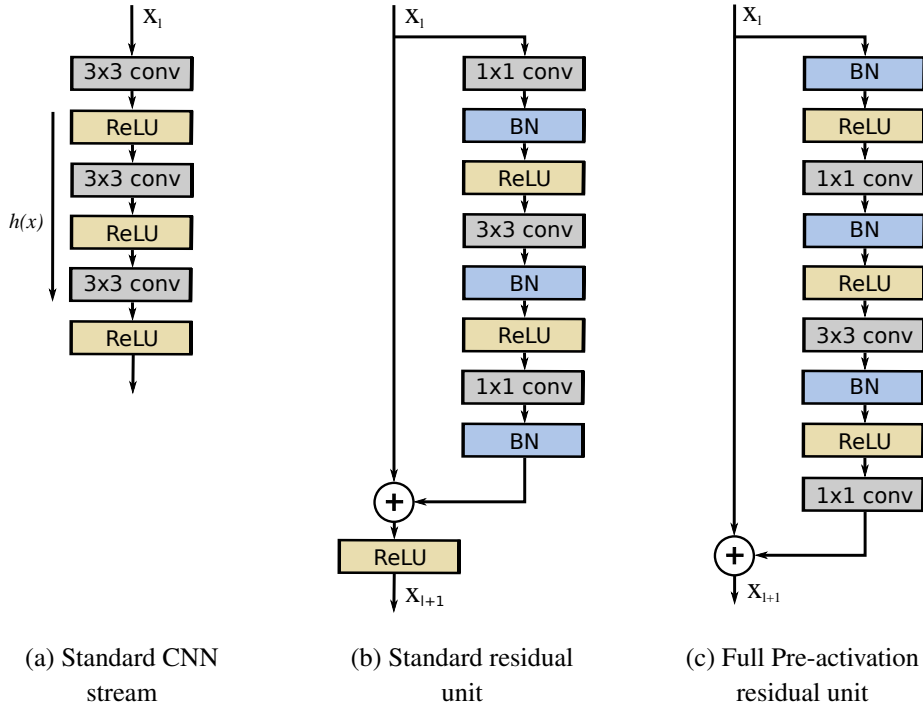 x_l
3x3 conv
ReLU
3x3 conv
ReLU
3x3 conv
ReLU
h(x)
(a) Standard CNN
stream
x_l
1x1 conv
BN
ReLU
3x3 conv
BN
ReLU
1x1 conv
BN
+
ReLU
x_l+1
(b) Standard residual
unit
x_l
BN
ReLU
1x1 conv
BN
ReLU
3x3 conv
BN
ReLU
1x1 conv
+
x_l+1
(c) Full Pre-activation
residual unit